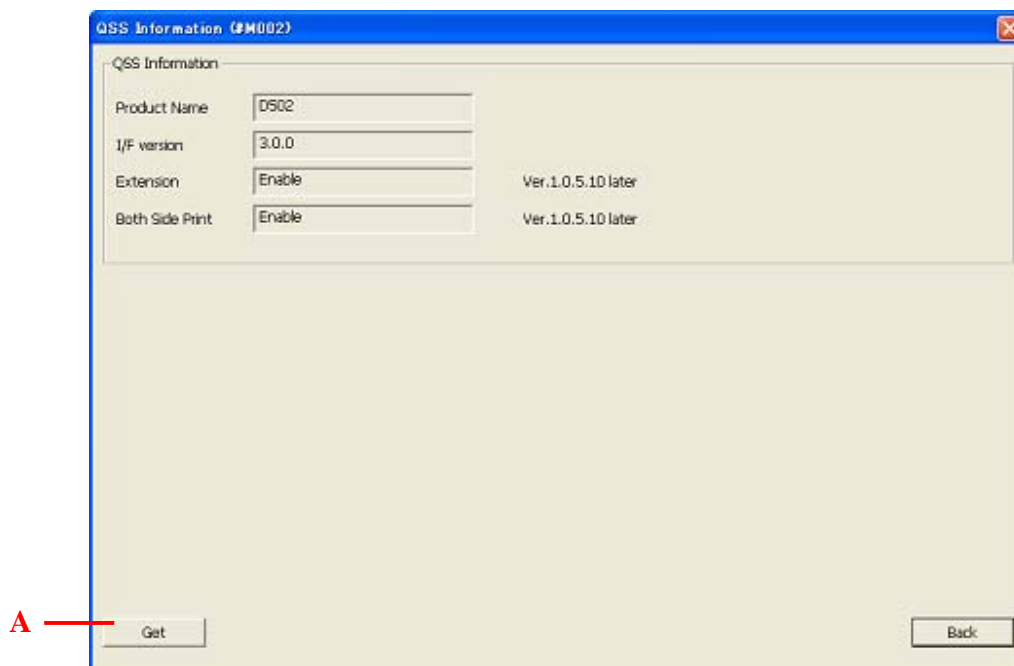 QSS Information (#M002)
QSS Information
Product Name D502
I/F version 3.0.0
Extension Enable Ver.1.0.5.10 later
Both Side Print Enable Ver.1.0.5.10 later
A
Get Back